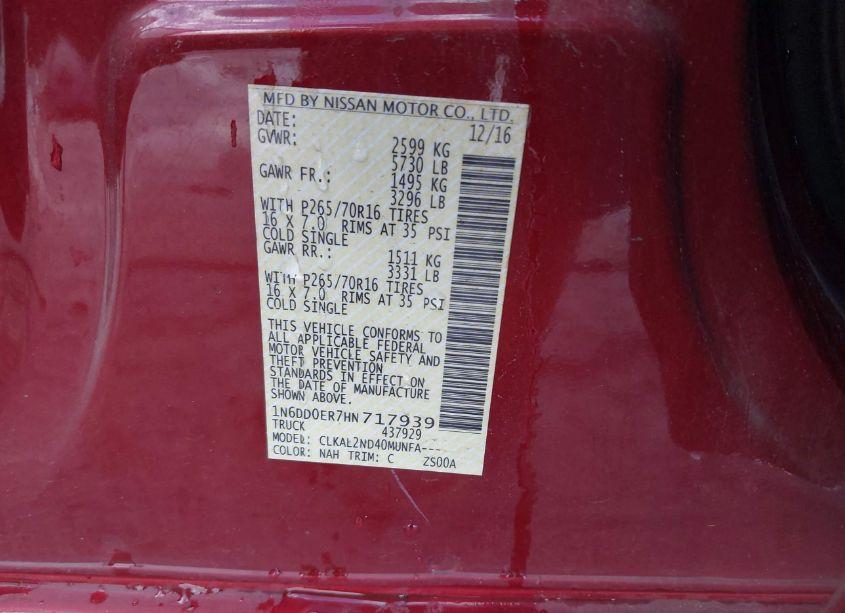 MFD BY NISSAN MOTOR CO., LTD.
DATE: 12/16
GVWR: 2599 KG
5730 LB
GAWR FR.: 1495 KG
3296 LB
WITH P265/70R16 TIRES
16 X 7.0 RIMS AT 35 PSI
COLD SINGLE
GAWR RR.: 1511 KG
3331 LB
WITH P265/70R16 TIRES
16 X 7.0 RIMS AT 35 PSI
COLD SINGLE
THIS VEHICLE CONFORMS TO
ALL APPLICABLE FEDERAL
MOTOR VEHICLE SAFETY AND
THEFT PREVENTION
STANDARDS IN EFFECT ON
THE DATE OF MANUFACTURE
SHOWN ABOVE.
1N6DD0ER7HN717939
TRUCK 437929
MODEL: CLKAL2ND40MUNFA---
COLOR: NAH TRIM: C ZS00A